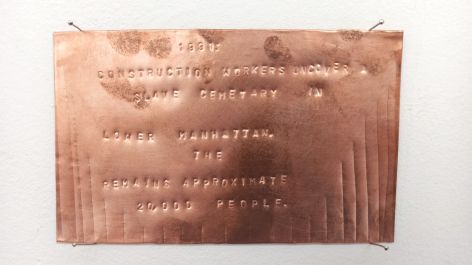 1991:
CONSTRUCTION WORKERS UNCOVER A
SLAVE CEMETARY IN
LOWER MANHATTAN.
THE
REMAINS APPROXIMATE
20,000 PEOPLE.